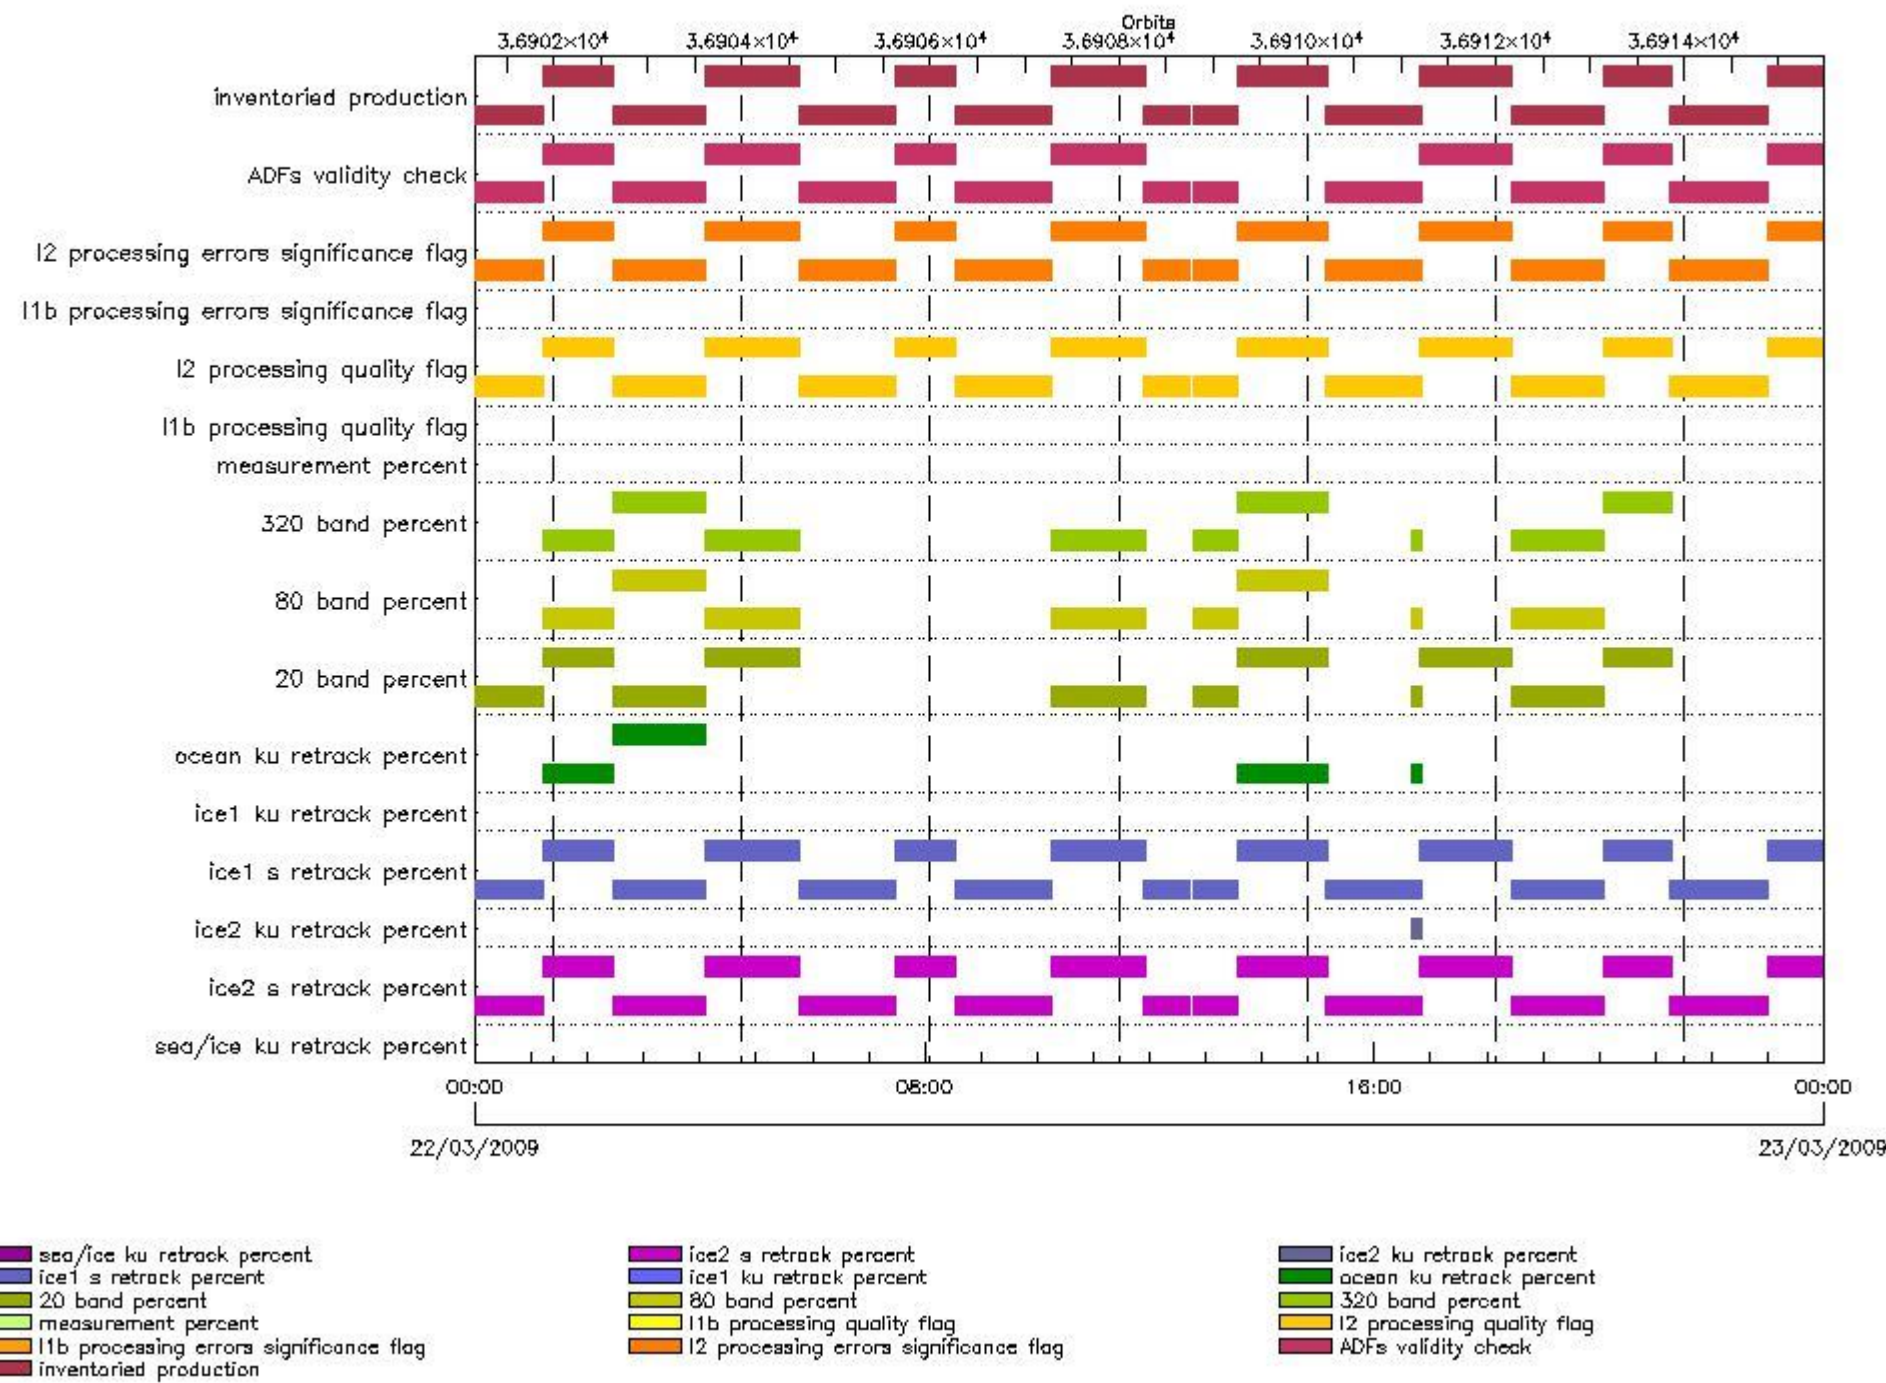 Orbits
3.6902×10⁴ 3.6904×10⁴ 3.6906×10⁴ 3.6908×10⁴ 3.6910×10⁴ 3.6912×10⁴ 3.6914×10⁴
inventoried production
ADFs validity check
l2 processing errors significance flag
l1b processing errors significance flag
l2 processing quality flag
l1b processing quality flag
measurement percent
320 band percent
80 band percent
20 band percent
ocean ku retrack percent
ice1 ku retrack percent
ice1 s retrack percent
ice2 ku retrack percent
ice2 s retrack percent
sea/ice ku retrack percent
00:00 08:00 16:00 00:00
22/03/2009 23/03/2009
sea/ice ku retrack percent ice2 s retrack percent ice2 ku retrack percent
ice1 s retrack percent ice1 ku retrack percent ocean ku retrack percent
20 band percent 80 band percent 320 band percent
measurement percent l1b processing quality flag l2 processing quality flag
l1b processing errors significance flag l2 processing errors significance flag ADFs validity check
inventoried production